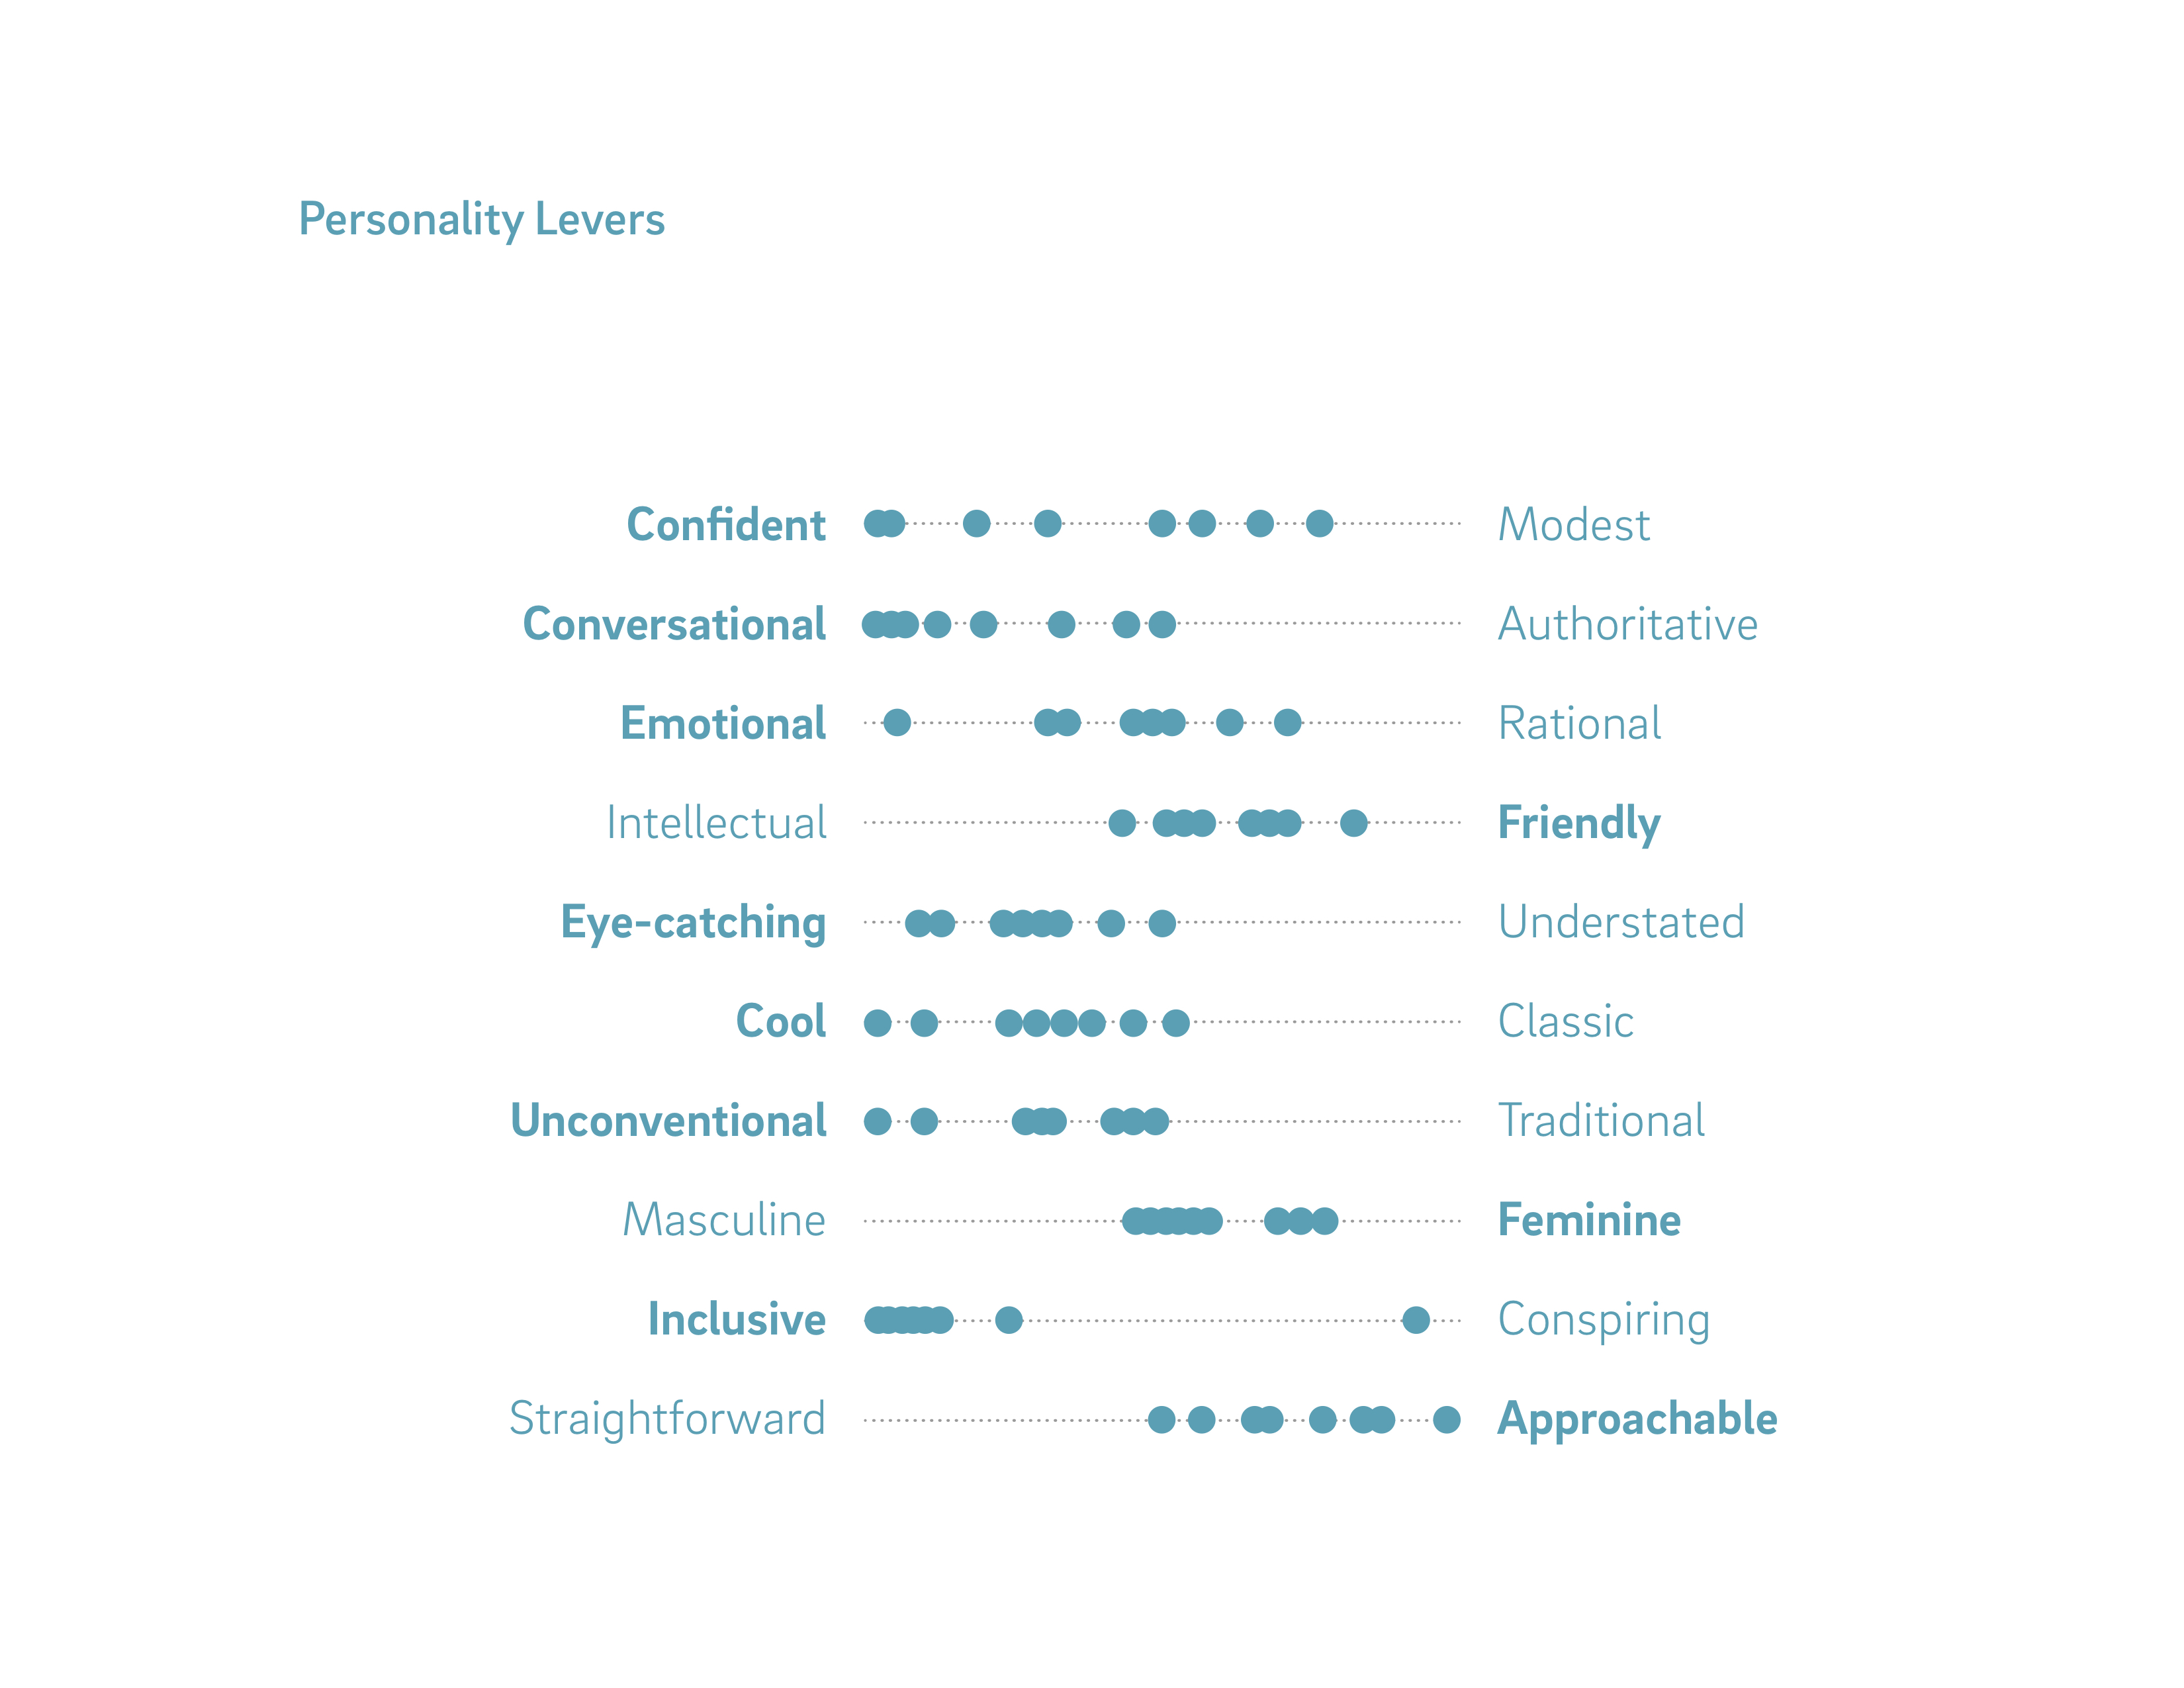 Personality Levers
Confident Modest
Conversational Authoritative
Emotional Rational
Intellectual Friendly
Eye-catching Understated
Cool Classic
Unconventional Traditional
Masculine Feminine
Inclusive Conspiring
Straightforward Approachable